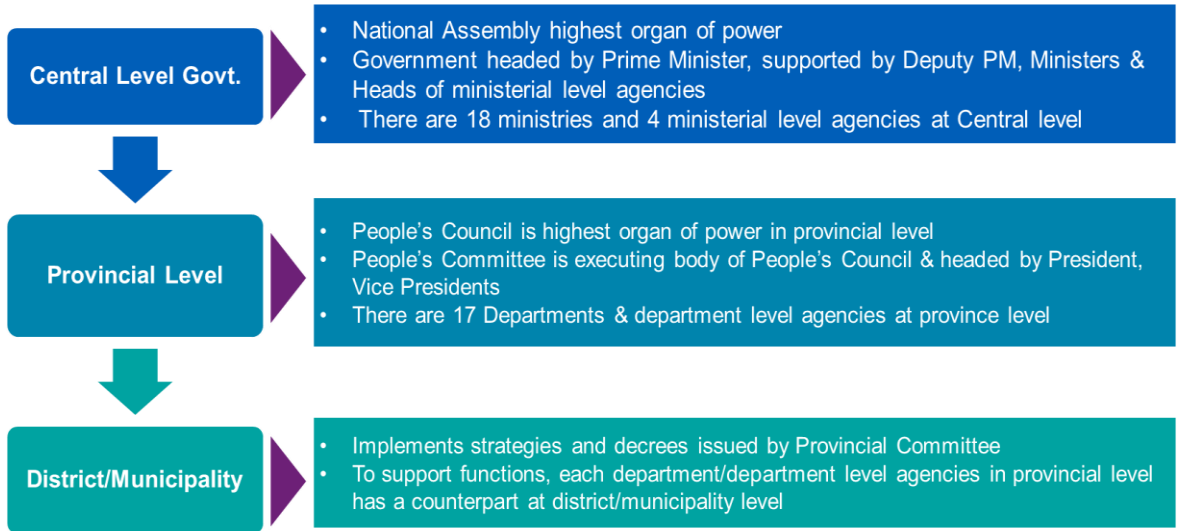 Central Level Govt.
• National Assembly highest organ of power
• Government headed by Prime Minister, supported by Deputy PM, Ministers &
Heads of ministerial level agencies
• There are 18 ministries and 4 ministerial level agencies at Central level
Provincial Level
• People’s Council is highest organ of power in provincial level
• People’s Committee is executing body of People’s Council & headed by President,
Vice Presidents
• There are 17 Departments & department level agencies at province level
District/Municipality
• Implements strategies and decrees issued by Provincial Committee
• To support functions, each department/department level agencies in provincial level
has a counterpart at district/municipality level